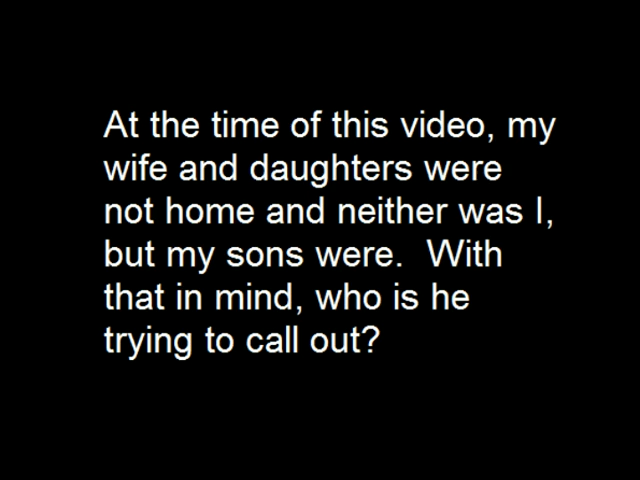 At the time of this video, my
wife and daughters were
not home and neither was I,
but my sons were.  With
that in mind, who is he
trying to call out?